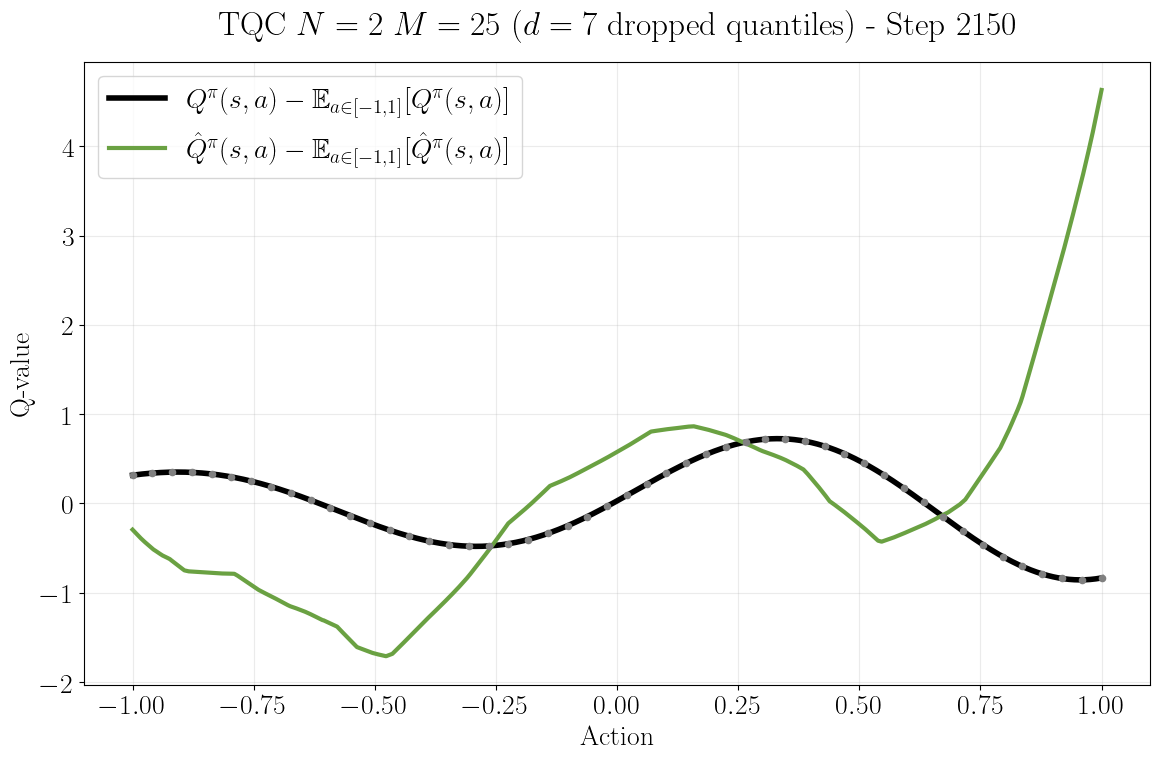 TQC N = 2 M = 25 (d = 7 dropped quantiles) - Step 2150
Q^π(s, a) − 𝔼_{a∈[−1,1]}[Q^π(s, a)]
Q̂^π(s, a) − 𝔼_{a∈[−1,1]}[Q̂^π(s, a)]
4
3
2
1
0
−1
−2
Q-value
−1.00 −0.75 −0.50 −0.25 0.00 0.25 0.50 0.75 1.00
Action